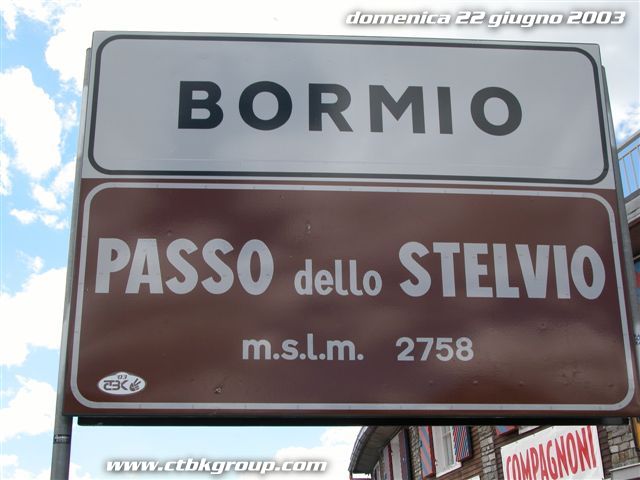 domenica 22 giugno 2003
BORMIO
PASSO dello STELVIO
m.s.l.m. 2758
www.ctbkgroup.com
COMPAGNONI